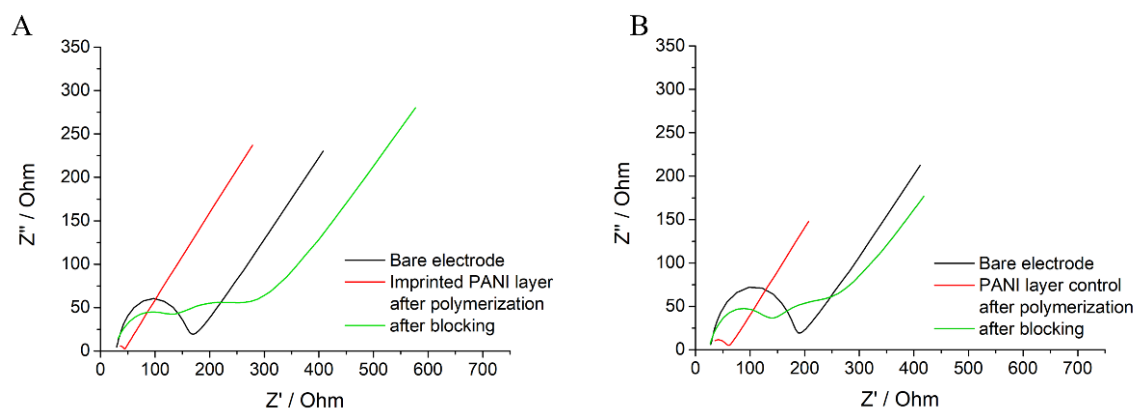 A
350
300
250
200
150
100
50
0
Z'' / Ohm
0 100 200 300 400 500 600 700
Z' / Ohm
Bare electrode
Imprinted PANI layer
after polymerization
after blocking
B
350
300
250
200
150
100
50
0
Z'' / Ohm
0 100 200 300 400 500 600 700
Z' / Ohm
Bare electrode
PANI layer control
after polymerization
after blocking